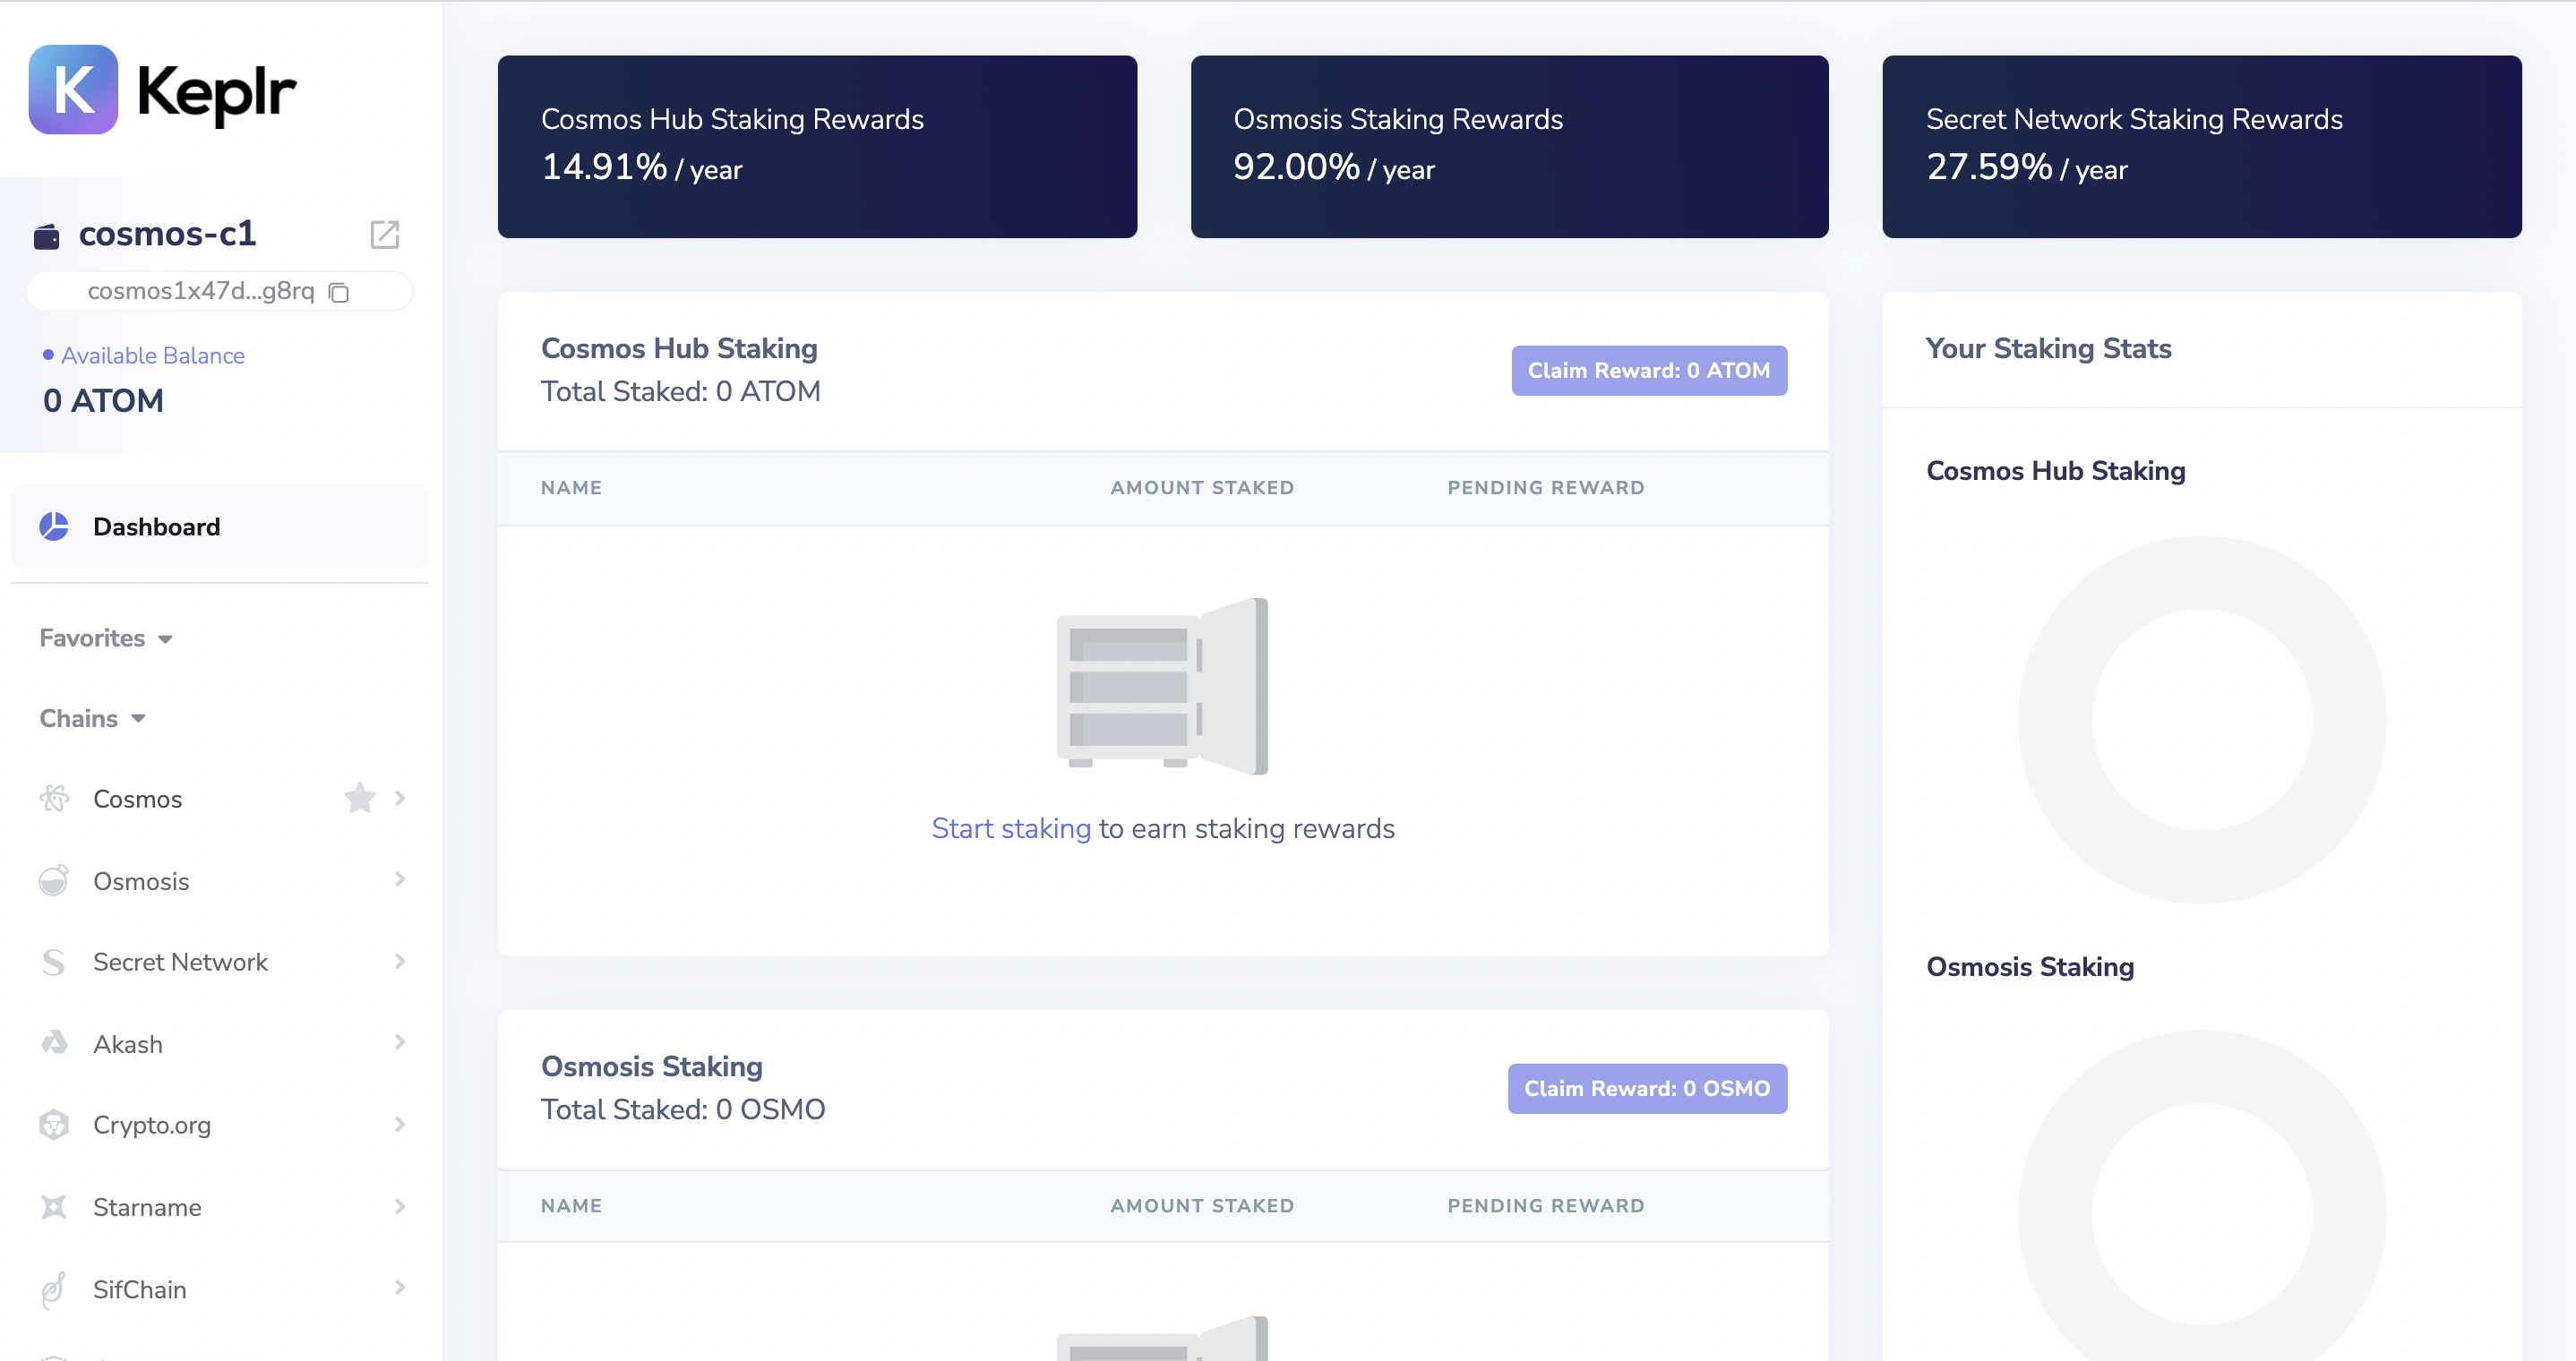 K Keplr
cosmos-c1
cosmos1x47d...g8rq
Available Balance
0 ATOM
Dashboard
Favorites
Chains
Cosmos
Osmosis
Secret Network
Akash
Crypto.org
Starname
SifChain
Cosmos Hub Staking Rewards
14.91% / year
Osmosis Staking Rewards
92.00% / year
Secret Network Staking Rewards
27.59% / year
Cosmos Hub Staking
Total Staked: 0 ATOM
Claim Reward: 0 ATOM
NAME AMOUNT STAKED PENDING REWARD
Start staking to earn staking rewards
Osmosis Staking
Total Staked: 0 OSMO
Claim Reward: 0 OSMO
NAME AMOUNT STAKED PENDING REWARD
Your Staking Stats
Cosmos Hub Staking
Osmosis Staking